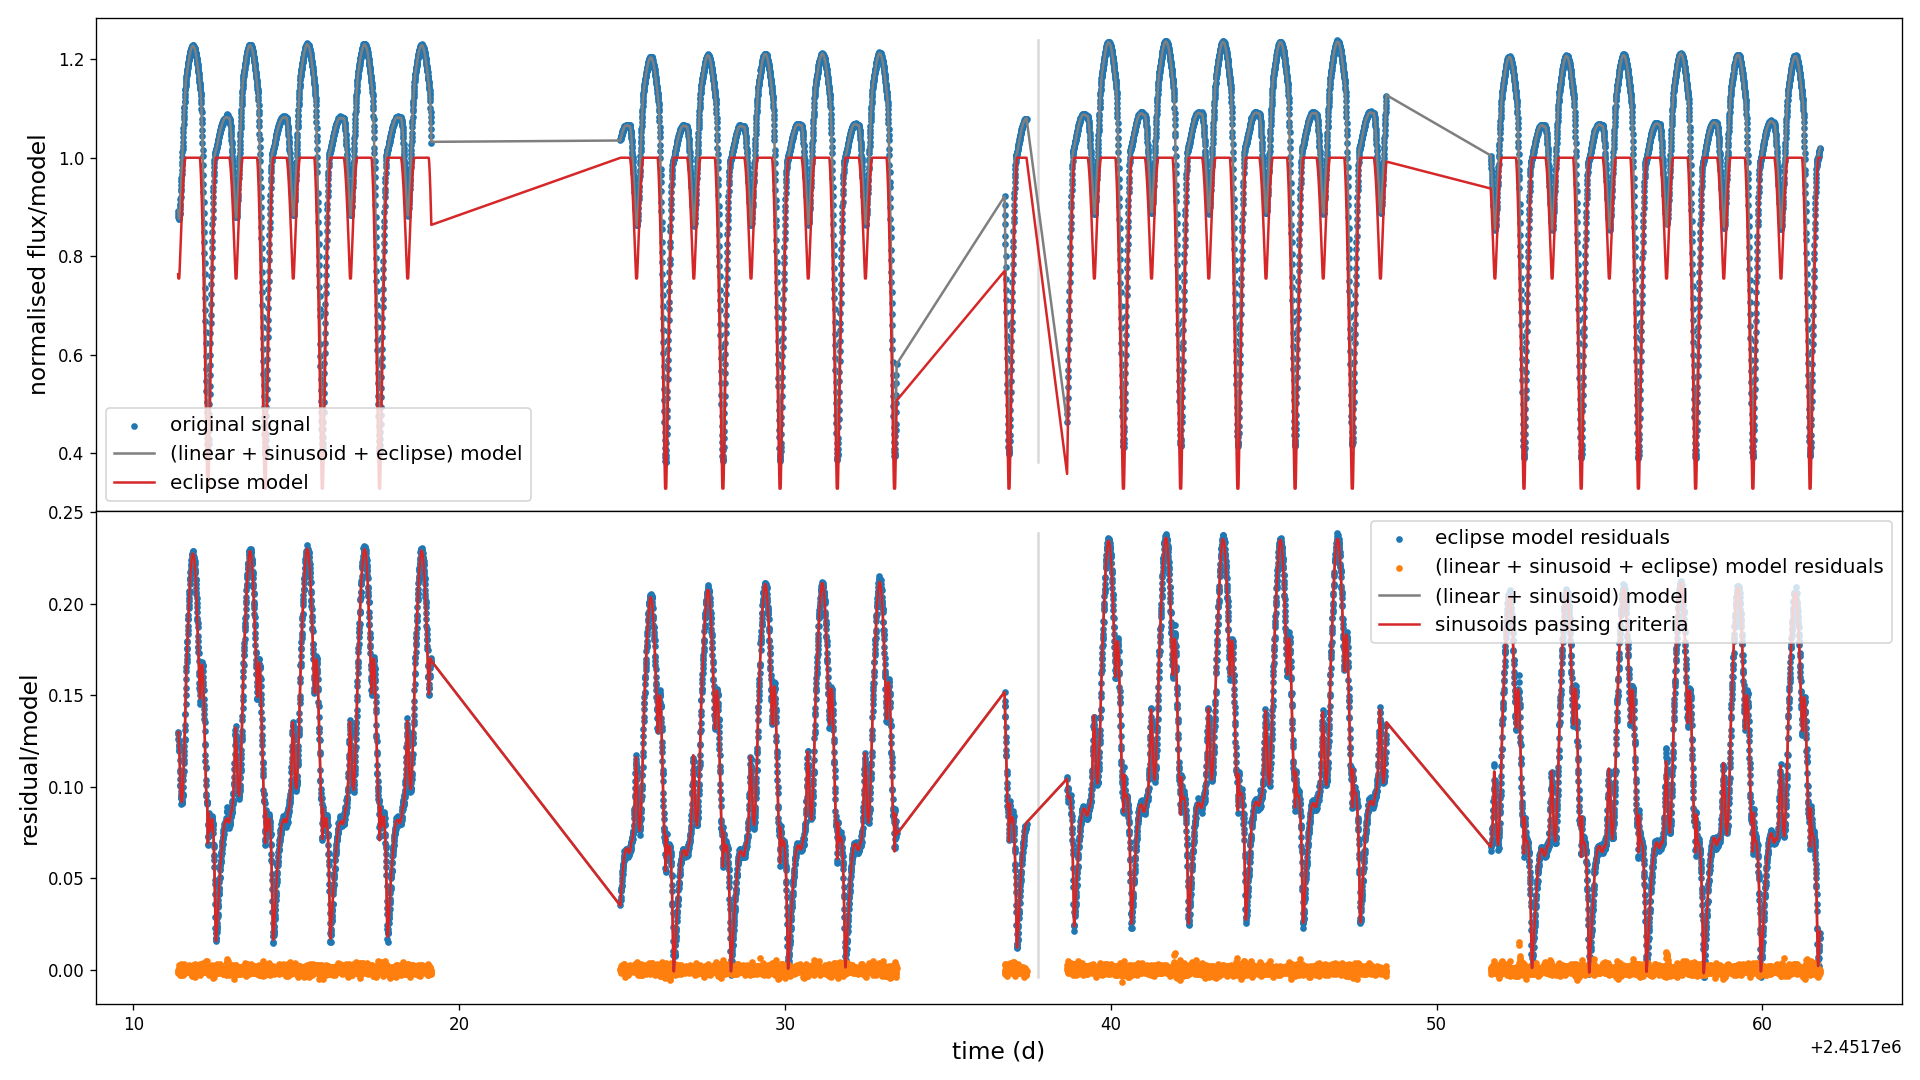 normalised flux/model
1.2
1.0
0.8
0.6
0.4
original signal
(linear + sinusoid + eclipse) model
eclipse model
residual/model
0.25
0.20
0.15
0.10
0.05
0.00
eclipse model residuals
(linear + sinusoid + eclipse) model residuals
(linear + sinusoid) model
sinusoids passing criteria
10 20 30 40 50 60
time (d)
+2.4517e6